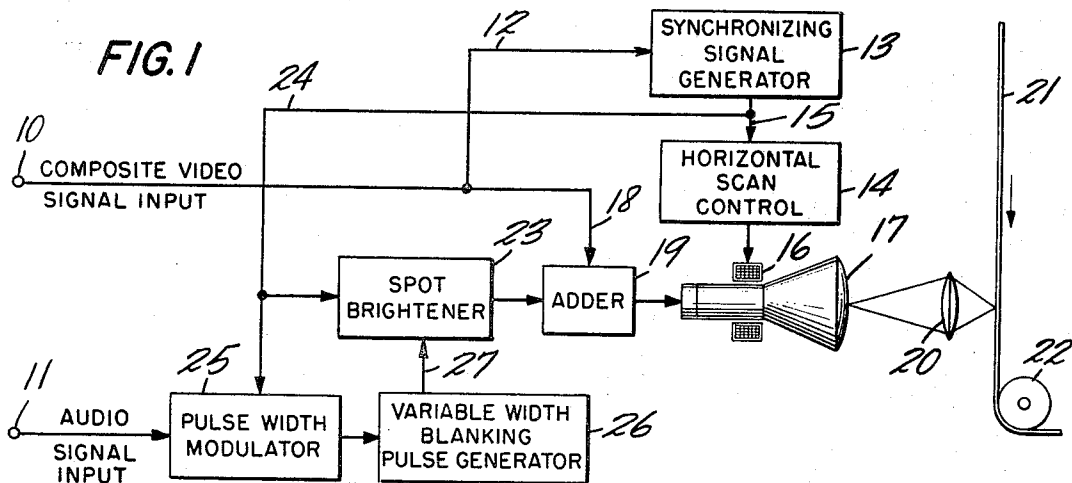 FIG. 1
12
SYNCHRONIZING
SIGNAL
GENERATOR
13
24
15
21
10
COMPOSITE VIDEO
SIGNAL INPUT
HORIZONTAL
SCAN
CONTROL
14
18
23
16
17
SPOT
BRIGHTENER
19
ADDER
20
27
22
11
25
AUDIO
SIGNAL
INPUT
PULSE WIDTH
MODULATOR
VARIABLE WIDTH
BLANKING
PULSE GENERATOR
26